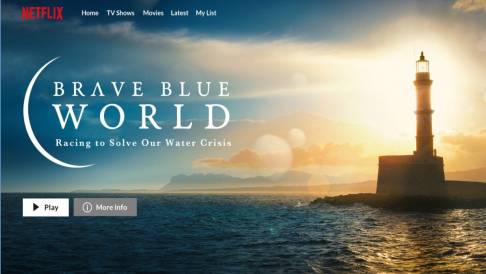 NETFLIX Home TV Shows Movies Latest My List
BRAVE BLUE
WORLD
Racing to Solve Our Water Crisis
Play More Info